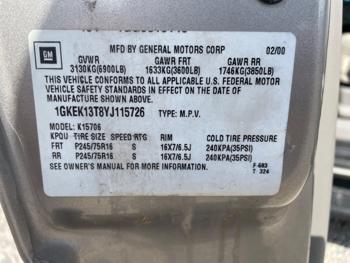 GM
MFD BY GENERAL MOTORS CORP 02/00
GVWR GAWR FRT GAWR RR
3130KG(6900LB) 1633KG(3600LB) 1746KG(3850LB)
THIS VEHICLE CONFORMS TO ALL APPLICABLE U.S. FEDERAL MOTOR
VEHICLE SAFETY STANDARDS IN EFFECT ON THE DATE OF
MANUFACTURE SHOWN ABOVE.
1GKEK13T8YJ115726 TYPE: M.P.V.
MODEL: K15706
KPOU TIRE SIZE SPEED RTG RIM COLD TIRE PRESSURE
FRT P245/75R16 S 16X7/6.5J 240KPA(35PSI)
RR P245/75R16 S 16X7/6.5J 240KPA(35PSI)
SEE OWNER'S MANUAL FOR MORE INFORMATION. F 603
T 324